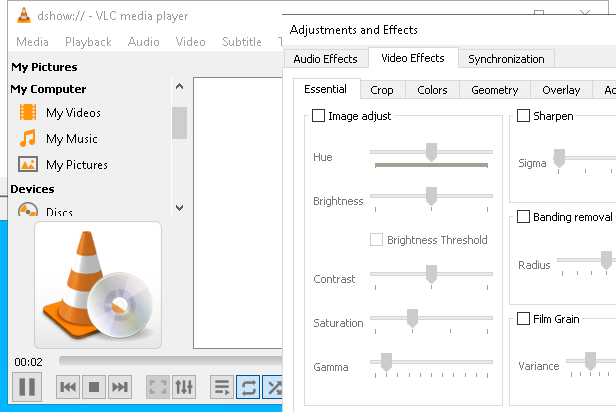 dshow:// - VLC media player
Media Playback Audio Video Subtitle
My Pictures
My Computer
My Videos
My Music
My Pictures
Devices
Discs
00:02
Adjustments and Effects
Audio Effects Video Effects Synchronization
Essential Crop Colors Geometry Overlay
Image adjust
Hue
Brightness
Brightness Threshold
Contrast
Saturation
Gamma
Sharpen
Sigma
Banding removal
Radius
Film Grain
Variance